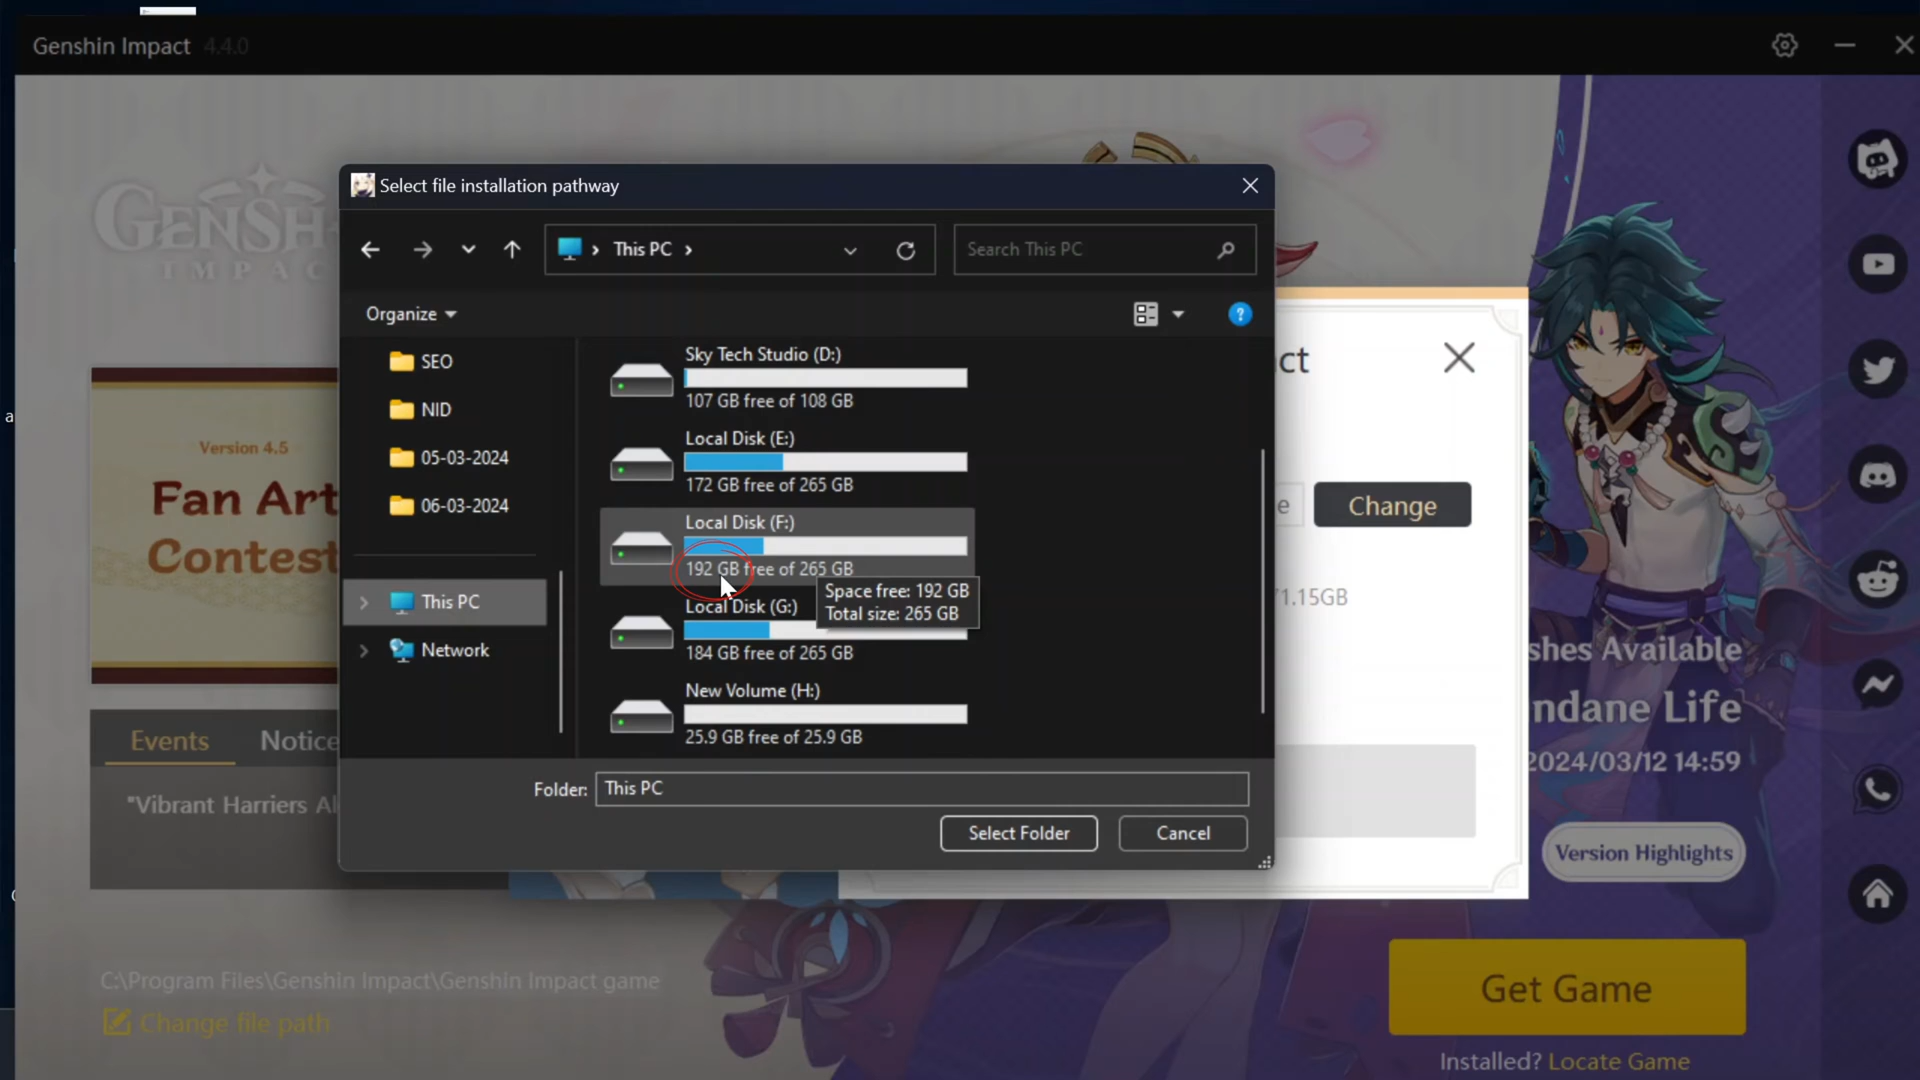 Genshin Impact 4.4.0
GENSH
IMPAC
Select file installation pathway
This PC
Search This PC
Organize
SEO
NID
05-03-2024
06-03-2024
This PC
Network
Sky Tech Studio (D:)
107 GB free of 108 GB
Local Disk (E:)
172 GB free of 265 GB
Local Disk (F:)
192 GB free of 265 GB
Space free: 192 GB
Total size: 265 GB
Local Disk (G:)
184 GB free of 265 GB
New Volume (H:)
25.9 GB free of 25.9 GB
Folder: This PC
Select Folder
Cancel
ct
e
Change
71.15GB
Version 4.5
Fan Art
Contest
Events
Notice
"Vibrant Harriers Al
shes Available
ndane Life
2024/03/12 14:59
Version Highlights
C:\Program Files\Genshin Impact\Genshin Impact game
Change file path
Get Game
Installed? Locate Game